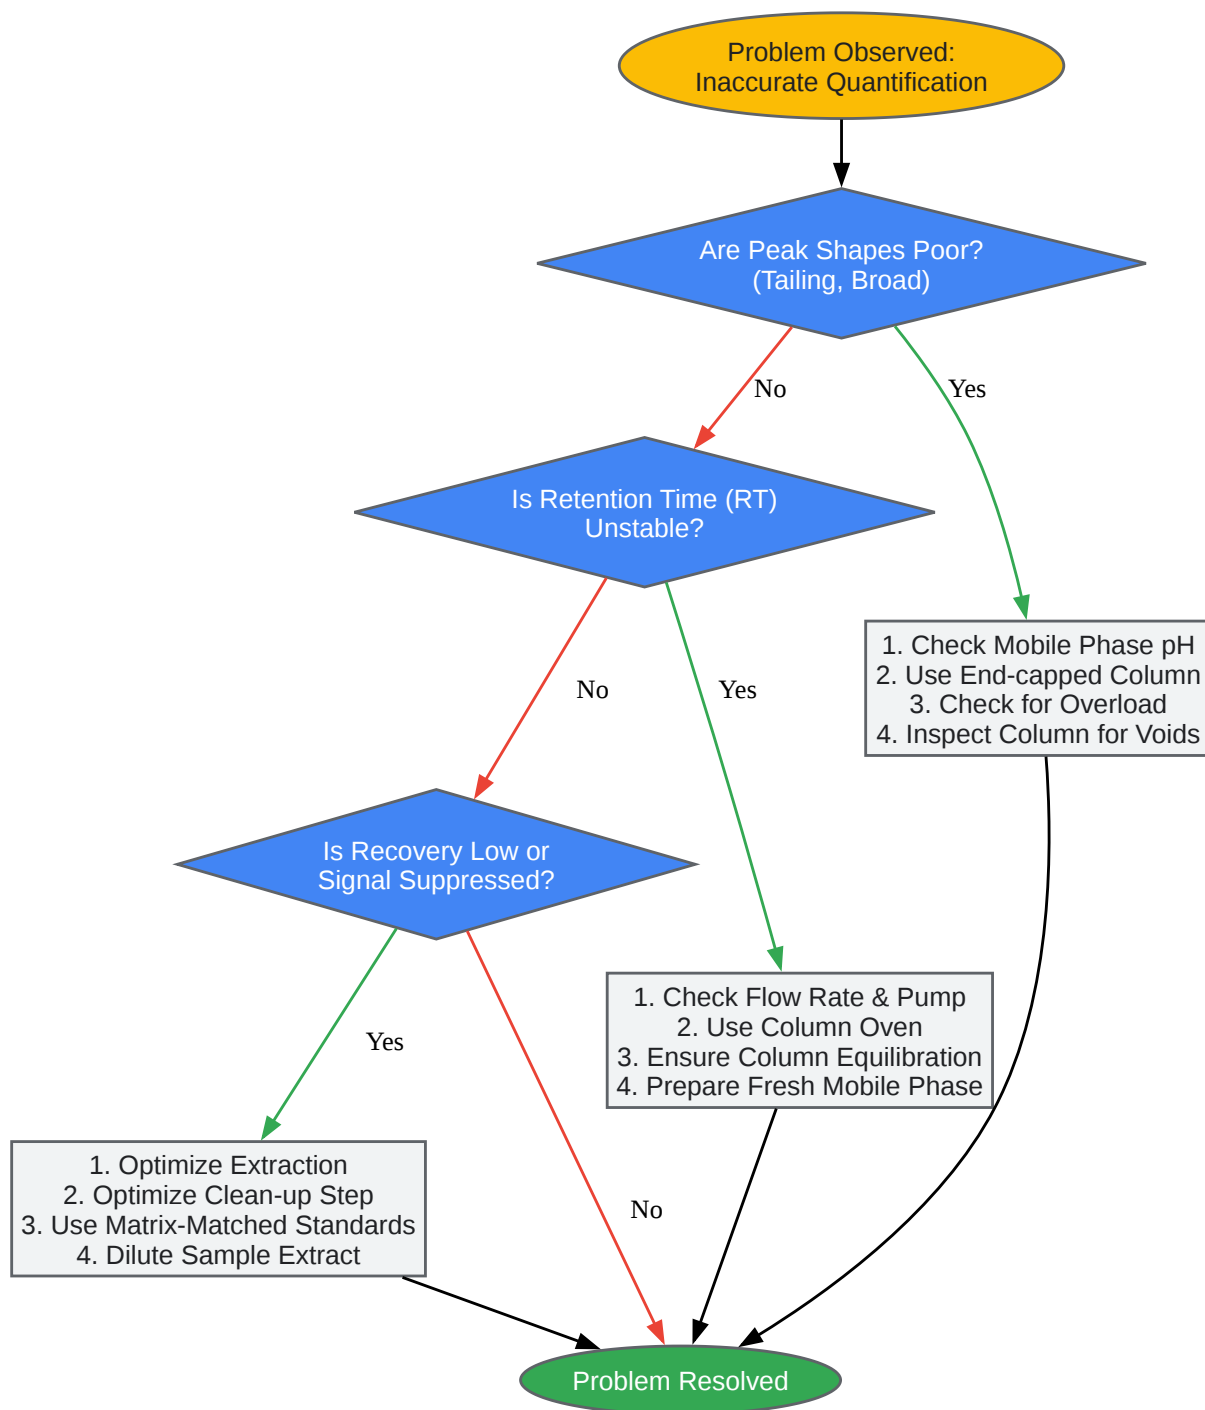 Problem Observed:
Inaccurate Quantification
Are Peak Shapes Poor?
(Tailing, Broad)
No
Yes
Is Retention Time (RT)
Unstable?
No
Yes
1. Check Mobile Phase pH
2. Use End-capped Column
3. Check for Overload
4. Inspect Column for Voids
Is Recovery Low or
Signal Suppressed?
Yes
No
1. Check Flow Rate & Pump
2. Use Column Oven
3. Ensure Column Equilibration
4. Prepare Fresh Mobile Phase
1. Optimize Extraction
2. Optimize Clean-up Step
3. Use Matrix-Matched Standards
4. Dilute Sample Extract
Problem Resolved